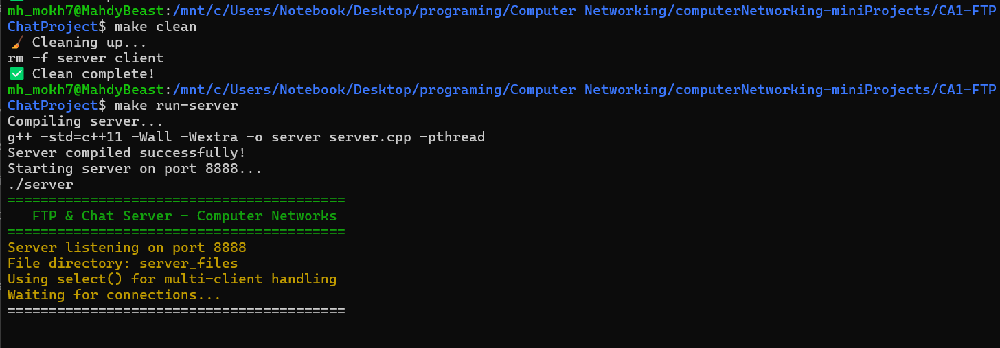 mh_mokh7@MahdyBeast:/mnt/c/Users/Notebook/Desktop/programing/Computer Networking/computerNetworking-miniProjects/CA1-FTP
ChatProject$ make clean
🧹 Cleaning up...
rm -f server client
✅ Clean complete!
mh_mokh7@MahdyBeast:/mnt/c/Users/Notebook/Desktop/programing/Computer Networking/computerNetworking-miniProjects/CA1-FTP
ChatProject$ make run-server
Compiling server...
g++ -std=c++11 -Wall -Wextra -o server server.cpp -pthread
Server compiled successfully!
Starting server on port 8888...
./server
=========================================
FTP & Chat Server - Computer Networks
=========================================
Server listening on port 8888
File directory: server_files
Using select() for multi-client handling
Waiting for connections...
=========================================